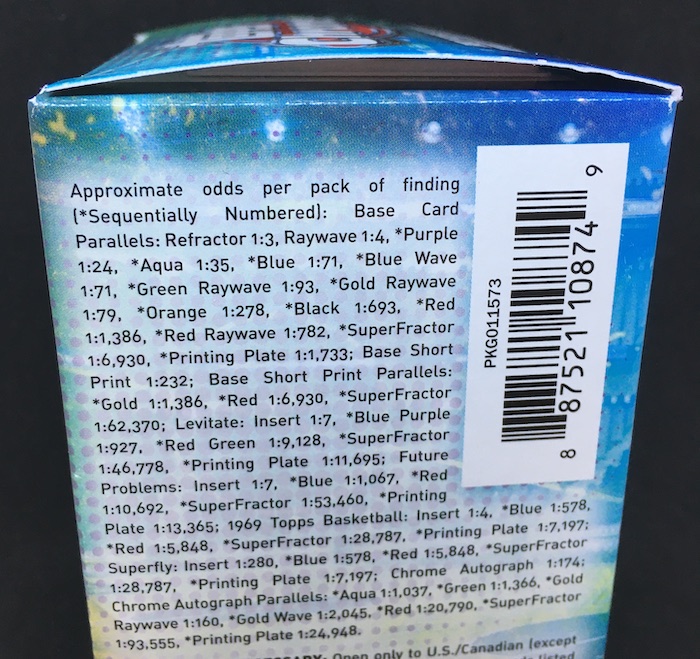 Approximate odds per pack of finding
(*Sequentially Numbered): Base Card
Parallels: Refractor 1:3, Raywave 1:4, *Purple
1:24, *Aqua 1:35, *Blue 1:71, *Blue Wave
1:71, *Green Raywave 1:93, *Gold Raywave
1:79, *Orange 1:278, *Black 1:693, *Red
1:1,386, *Red Raywave 1:782, *SuperFractor
1:6,930, *Printing Plate 1:1,733; Base Short
Print 1:232; Base Short Print Parallels:
*Gold 1:1,386, *Red 1:6,930, *SuperFractor
1:62,370; Levitate: Insert 1:7, *Blue Purple
1:927, *Red Green 1:9,128, *SuperFractor
1:46,778, *Printing Plate 1:11,695; Future
Problems: Insert 1:7, *Blue 1:1,067, *Red
1:10,692, *SuperFractor 1:53,460, *Printing
Plate 1:13,365; 1969 Topps Basketball: Insert 1:4, *Blue 1:578,
*Red 1:5,848, *SuperFractor 1:28,787, *Printing Plate 1:7,197;
Superfly: Insert 1:280, *Blue 1:578, *Red 1:5,848, *SuperFractor
1:28,787, *Printing Plate 1:7,197; Chrome Autograph 1:174;
Chrome Autograph Parallels: *Aqua 1:1,037, *Green 1:1,366, *Gold
Raywave 1:160, *Gold Wave 1:2,045, *Red 1:20,790, *SuperFractor
1:93,555, *Printing Plate 1:24,948.
Open only to U.S./Canadian (except
listed
PKG011573
8 87521 10874 9